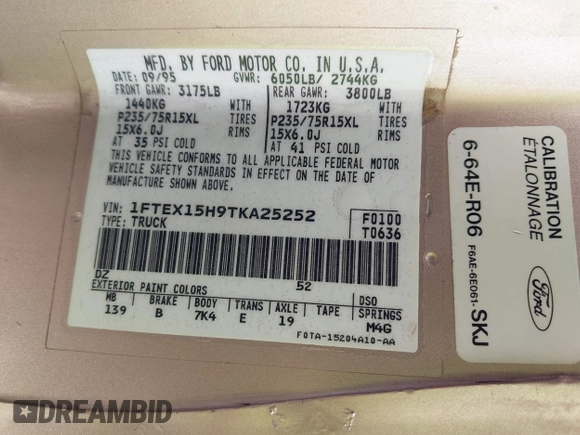 MFD. BY FORD MOTOR CO. IN U.S.A.
DATE: 09/95 GVWR: 6050LB/ 2744KG
FRONT GAWR: 3175LB REAR GAWR: 3800LB
1440KG WITH 1723KG WITH
P235/75R15XL TIRES P235/75R15XL TIRES
15X6.0J RIMS 15X6.0J RIMS
AT 35 PSI COLD AT 41 PSI COLD
THIS VEHICLE CONFORMS TO ALL APPLICABLE FEDERAL MOTOR
VEHICLE SAFETY STANDARDS IN EFFECT ON THE DATE OF
MANUFACTURE SHOWN ABOVE.
VIN: 1FTEX15H9TKA25252 F0100
TYPE: TRUCK T0636
DZ 52
EXTERIOR PAINT COLORS DSO
WB BRAKE BODY TRANS AXLE TAPE SPRINGS
139 B 7K4 E 19 M4G
F0TA-15204A10-AA
CALIBRATION
ÉTALONNAGE
6-64E-R06
F6AE-6E061- SKJ
Ford
DREAMBID